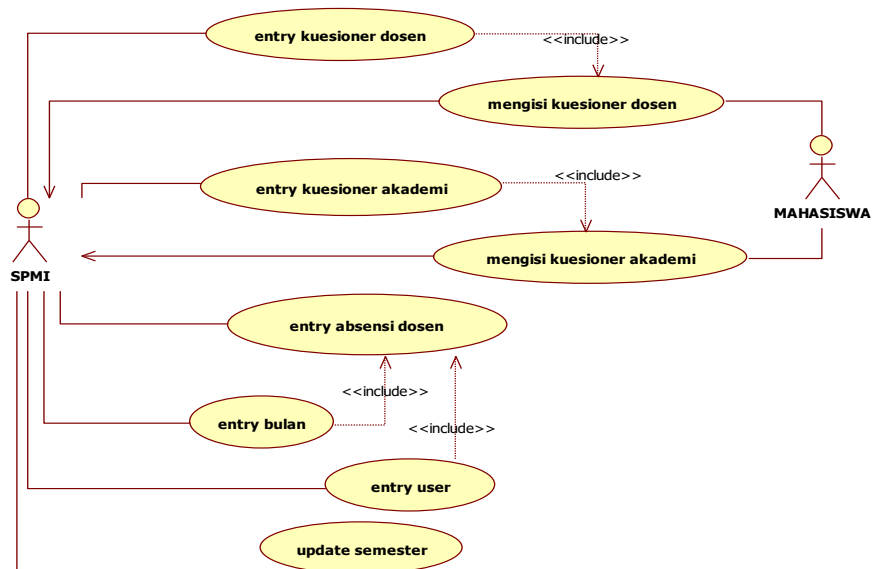 entry kuesioner dosen
<<include>>
mengisi kuesioner dosen
<<include>>
entry kuesioner akademi
MAHASISWA
mengisi kuesioner akademi
SPMI
entry absensi dosen
<<include>>
entry bulan
<<include>>
entry user
update semester